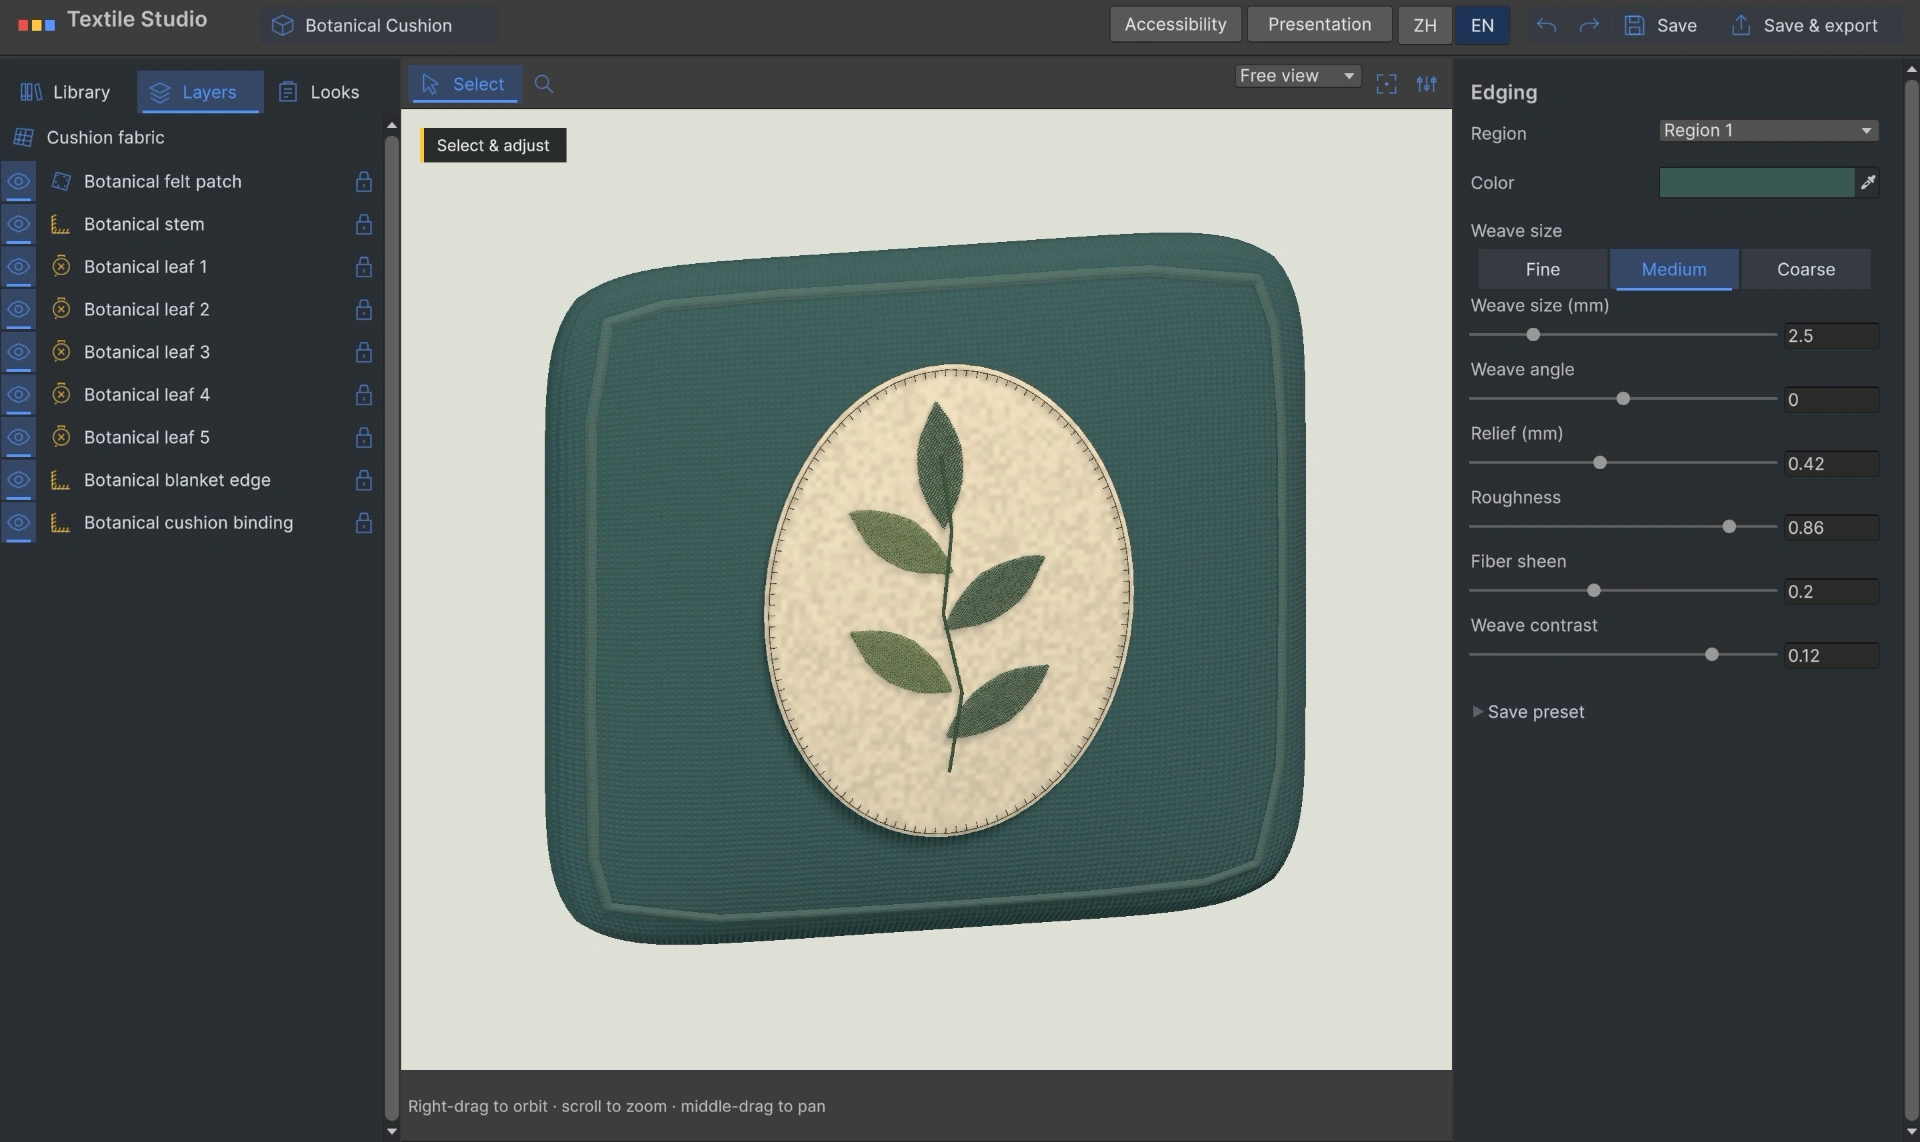 Textile Studio
Botanical Cushion
Accessibility
Presentation
ZH
EN
Save
Save & export
Library
Layers
Looks
Cushion fabric
Botanical felt patch
Botanical stem
Botanical leaf 1
Botanical leaf 2
Botanical leaf 3
Botanical leaf 4
Botanical leaf 5
Botanical blanket edge
Botanical cushion binding
Select
Free view
Select & adjust
Right-drag to orbit · scroll to zoom · middle-drag to pan
Edging
Region
Region 1
Color
Weave size
Fine
Medium
Coarse
Weave size (mm)
2.5
Weave angle
0
Relief (mm)
0.42
Roughness
0.86
Fiber sheen
0.2
Weave contrast
0.12
Save preset